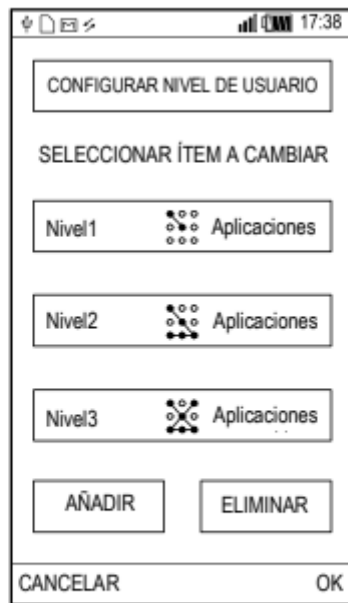 17:38
CONFIGURAR NIVEL DE USUARIO
SELECCIONAR ÍTEM A CAMBIAR
Nivel1 Aplicaciones
Nivel2 Aplicaciones
Nivel3 Aplicaciones
AÑADIR ELIMINAR
CANCELAR OK